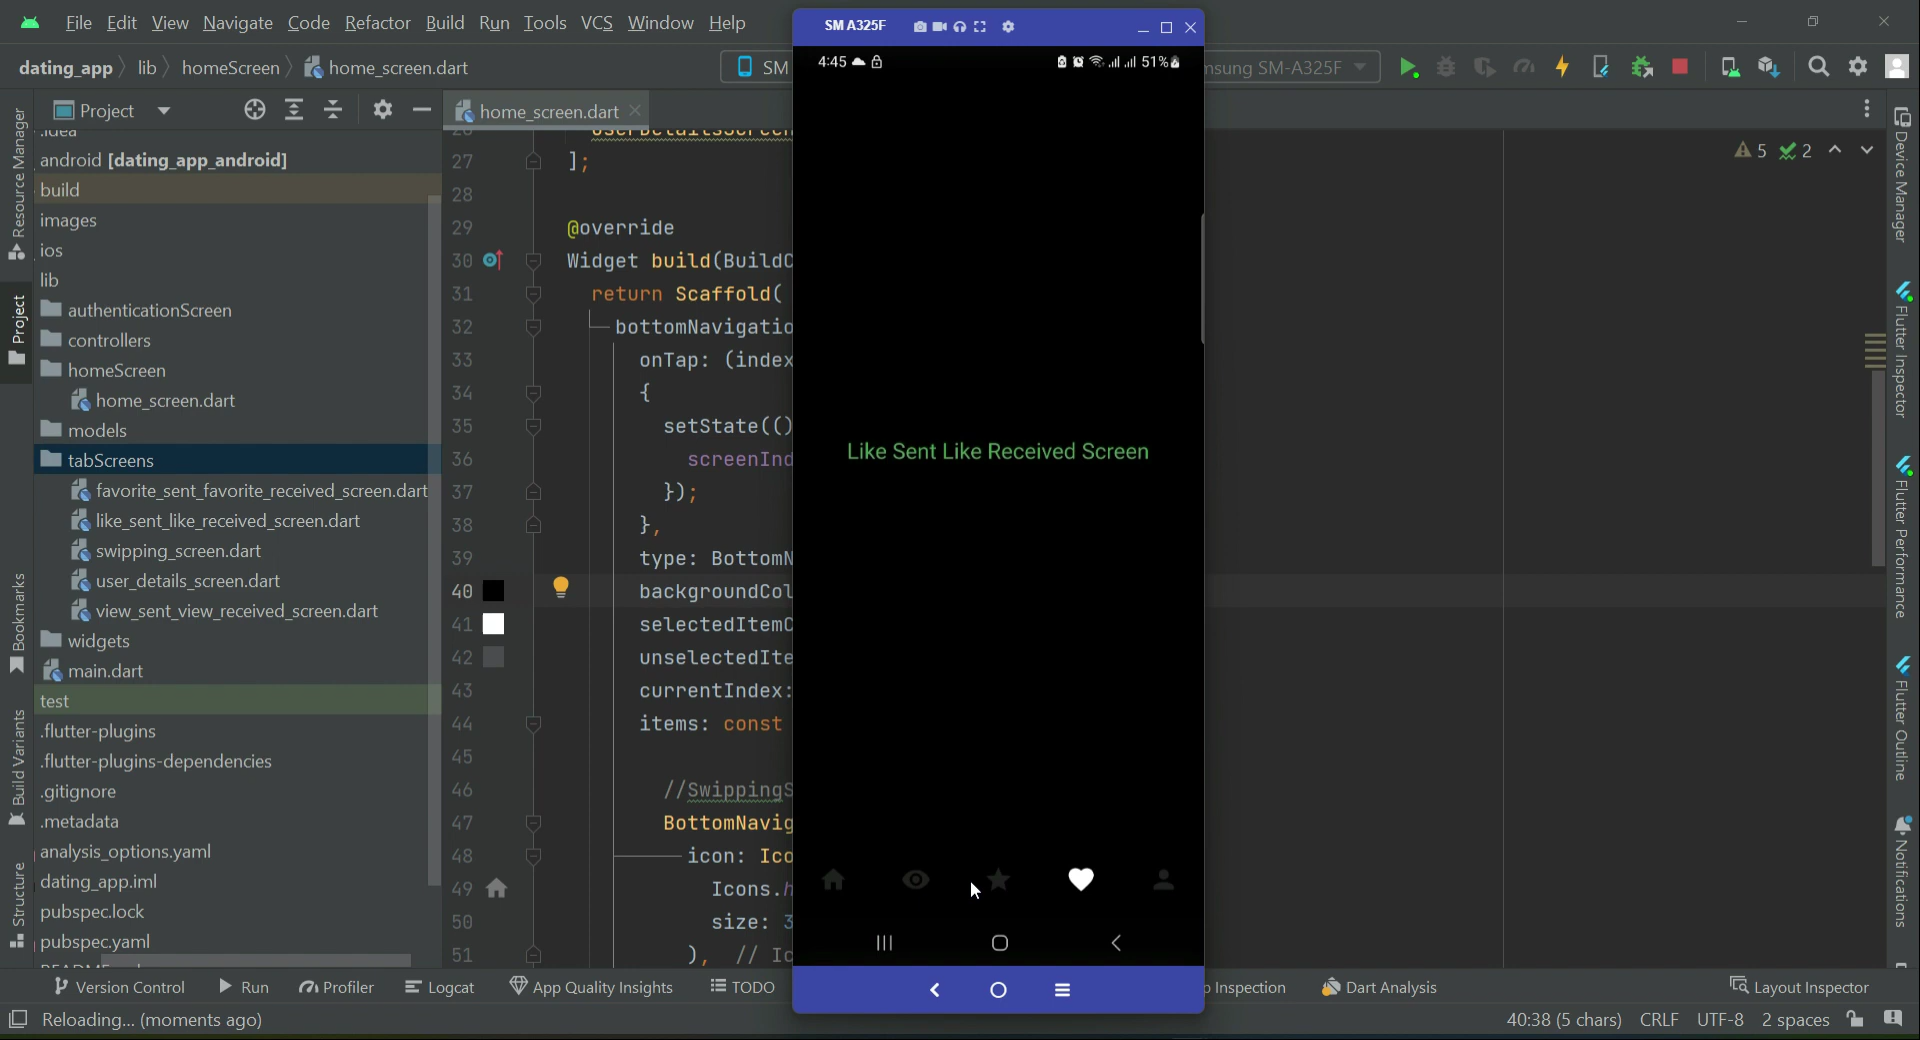 File Edit View Navigate Code Refactor Build Run Tools VCS Window Help
SM A325F
dating_app lib homeScreen home_screen.dart
SM
msung SM-A325F
4:45
51%
Project
home_screen.dart
.idea
android [dating_app_android]
build
images
ios
lib
authenticationScreen
controllers
homeScreen
home_screen.dart
models
tabScreens
favorite_sent_favorite_received_screen.dart
like_sent_like_received_screen.dart
swipping_screen.dart
user_details_screen.dart
view_sent_view_received_screen.dart
widgets
main.dart
test
.flutter-plugins
.flutter-plugins-dependencies
.gitignore
.metadata
analysis_options.yaml
dating_app.iml
pubspec.lock
pubspec.yaml
Resource Manager
Project
Bookmarks
Build Variants
Structure
26 UserDetailsScreen
27 ];
28
29 @override
30 Widget build(BuildC
31 return Scaffold(
32 bottomNavigatio
33 onTap: (index
34 {
35 setState(()
36 screenInd
37 });
38 },
39 type: BottomN
40 backgroundCol
41 selectedItemC
42 unselectedIte
43 currentIndex:
44 items: const
45
46 //SwippingS
47 BottomNavig
48 icon: Ico
49 Icons.h
50 size: 3
51 ), // Ic
Like Sent Like Received Screen
5 2
Device Manager
Flutter Inspector
Flutter Performance
Flutter Outline
Notifications
Version Control Run Profiler Logcat App Quality Insights TODO
p Inspection Dart Analysis Layout Inspector
Reloading... (moments ago)
40:38 (5 chars) CRLF UTF-8 2 spaces